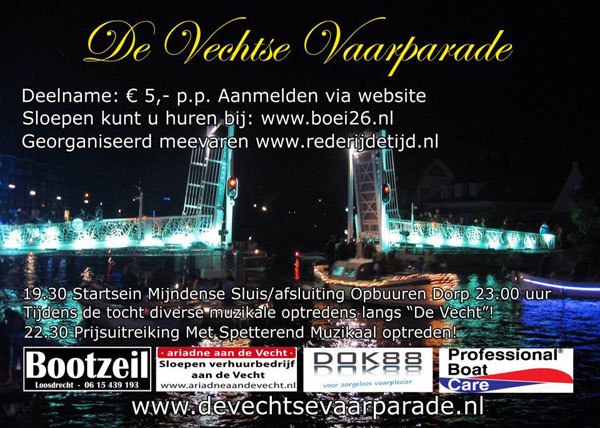 De Vechtse Vaarparade
Deelname: € 5,- p.p. Aanmelden via website
Sloepen kunt u huren bij: www.boei26.nl
Georganiseerd meevaren www.rederijdetijd.nl
19.30 Startsein Mijndense Sluis/afsluiting Opbuuren Dorp 23.00 uur
Tijdens de tocht diverse muzikale optredens langs "De Vecht"!
22.30 Prijsuitreiking Met Spetterend Muzikaal optreden!
Bootzeil
Loosdrecht - 06 15 439 193
• ariadne aan de Vecht •
Sloepen verhuurbedrijf
aan de Vecht
www.ariadneaandevecht.nl
DOK88
voor zorgeloos vaarplezier
Professional®
Boat
Care
www.devechtsevaarparade.nl